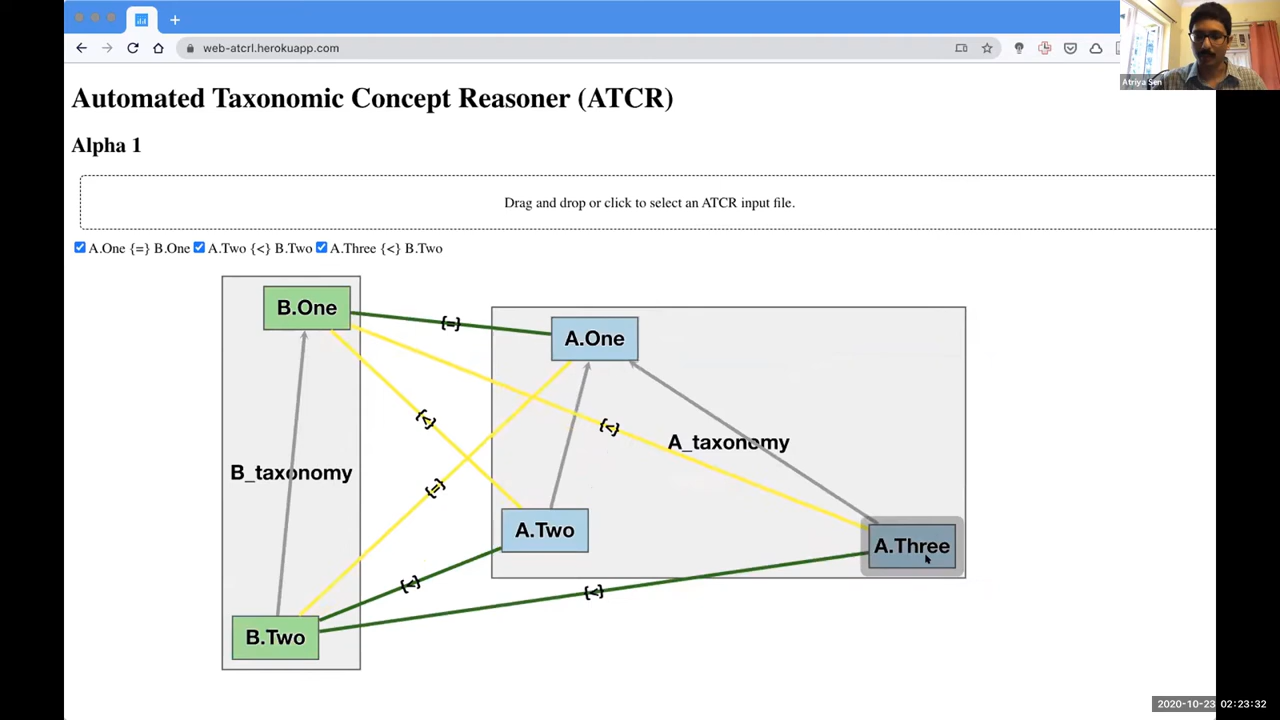 web-atcrl.herokuapp.com
Atriya Sen
Automated Taxonomic Concept Reasoner (ATCR)
Alpha 1
Drag and drop or click to select an ATCR input file.
A.One {=} B.One A.Two {<} B.Two A.Three {<} B.Two
B.One
{=}
A.One
{<}
{<}
A_taxonomy
B_taxonomy
{=}
A.Two
A.Three
{<}
{<}
B.Two
2020-10-23 02:23:32